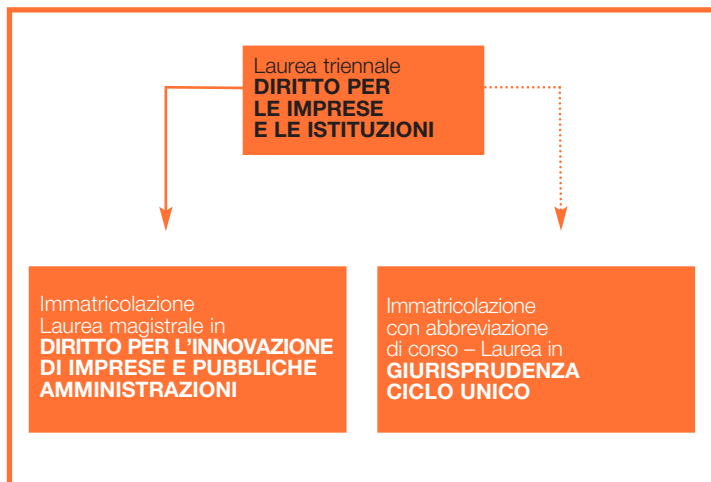 Laurea triennale
DIRITTO PER
LE IMPRESE
E LE ISTITUZIONI
Immatricolazione
Laurea magistrale in
DIRITTO PER L’INNOVAZIONE
DI IMPRESE E PUBBLICHE
AMMINISTRAZIONI
Immatricolazione
con abbreviazione
di corso – Laurea in
GIURISPRUDENZA
CICLO UNICO